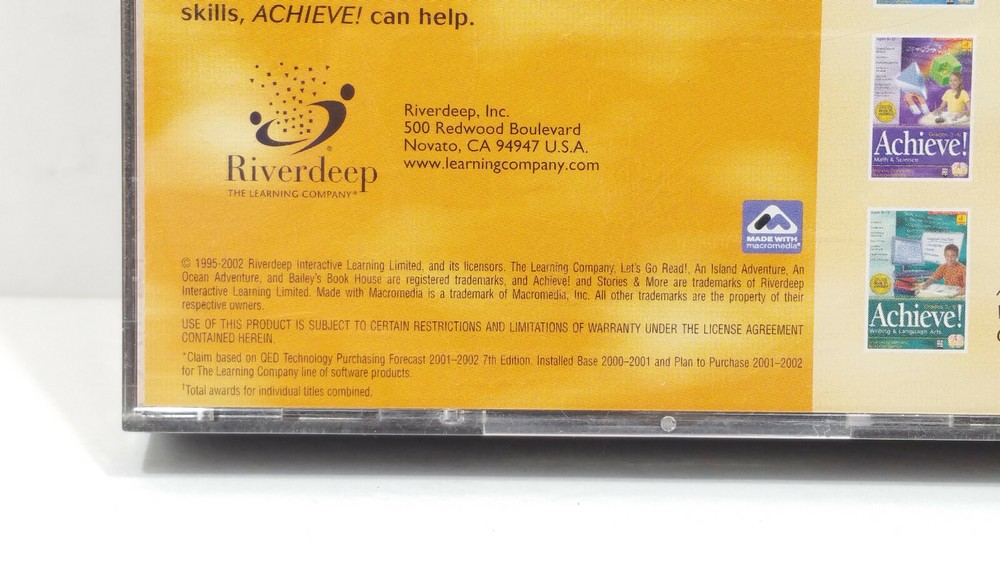 skills, ACHIEVE! can help.
Riverdeep®
THE LEARNING COMPANY®
Riverdeep, Inc.
500 Redwood Boulevard
Novato, CA 94947 U.S.A.
www.learningcompany.com
MADE WITH
macromedia®
© 1995-2002 Riverdeep Interactive Learning Limited, and its licensors. The Learning Company, Let's Go Read!, An Island Adventure, An
Ocean Adventure, and Bailey's Book House are registered trademarks, and Achieve! and Stories & More are trademarks of Riverdeep
Interactive Learning Limited. Made with Macromedia is a trademark of Macromedia, Inc. All other trademarks are the property of their
respective owners.
USE OF THIS PRODUCT IS SUBJECT TO CERTAIN RESTRICTIONS AND LIMITATIONS OF WARRANTY UNDER THE LICENSE AGREEMENT
CONTAINED HEREIN.
*Claim based on QED Technology Purchasing Forecast 2001-2002 7th Edition. Installed Base 2000-2001 and Plan to Purchase 2001-2002
for The Learning Company line of software products.
†Total awards for individual titles combined.
Achieve!
Math & Science
Achieve!
Writing & Language Arts